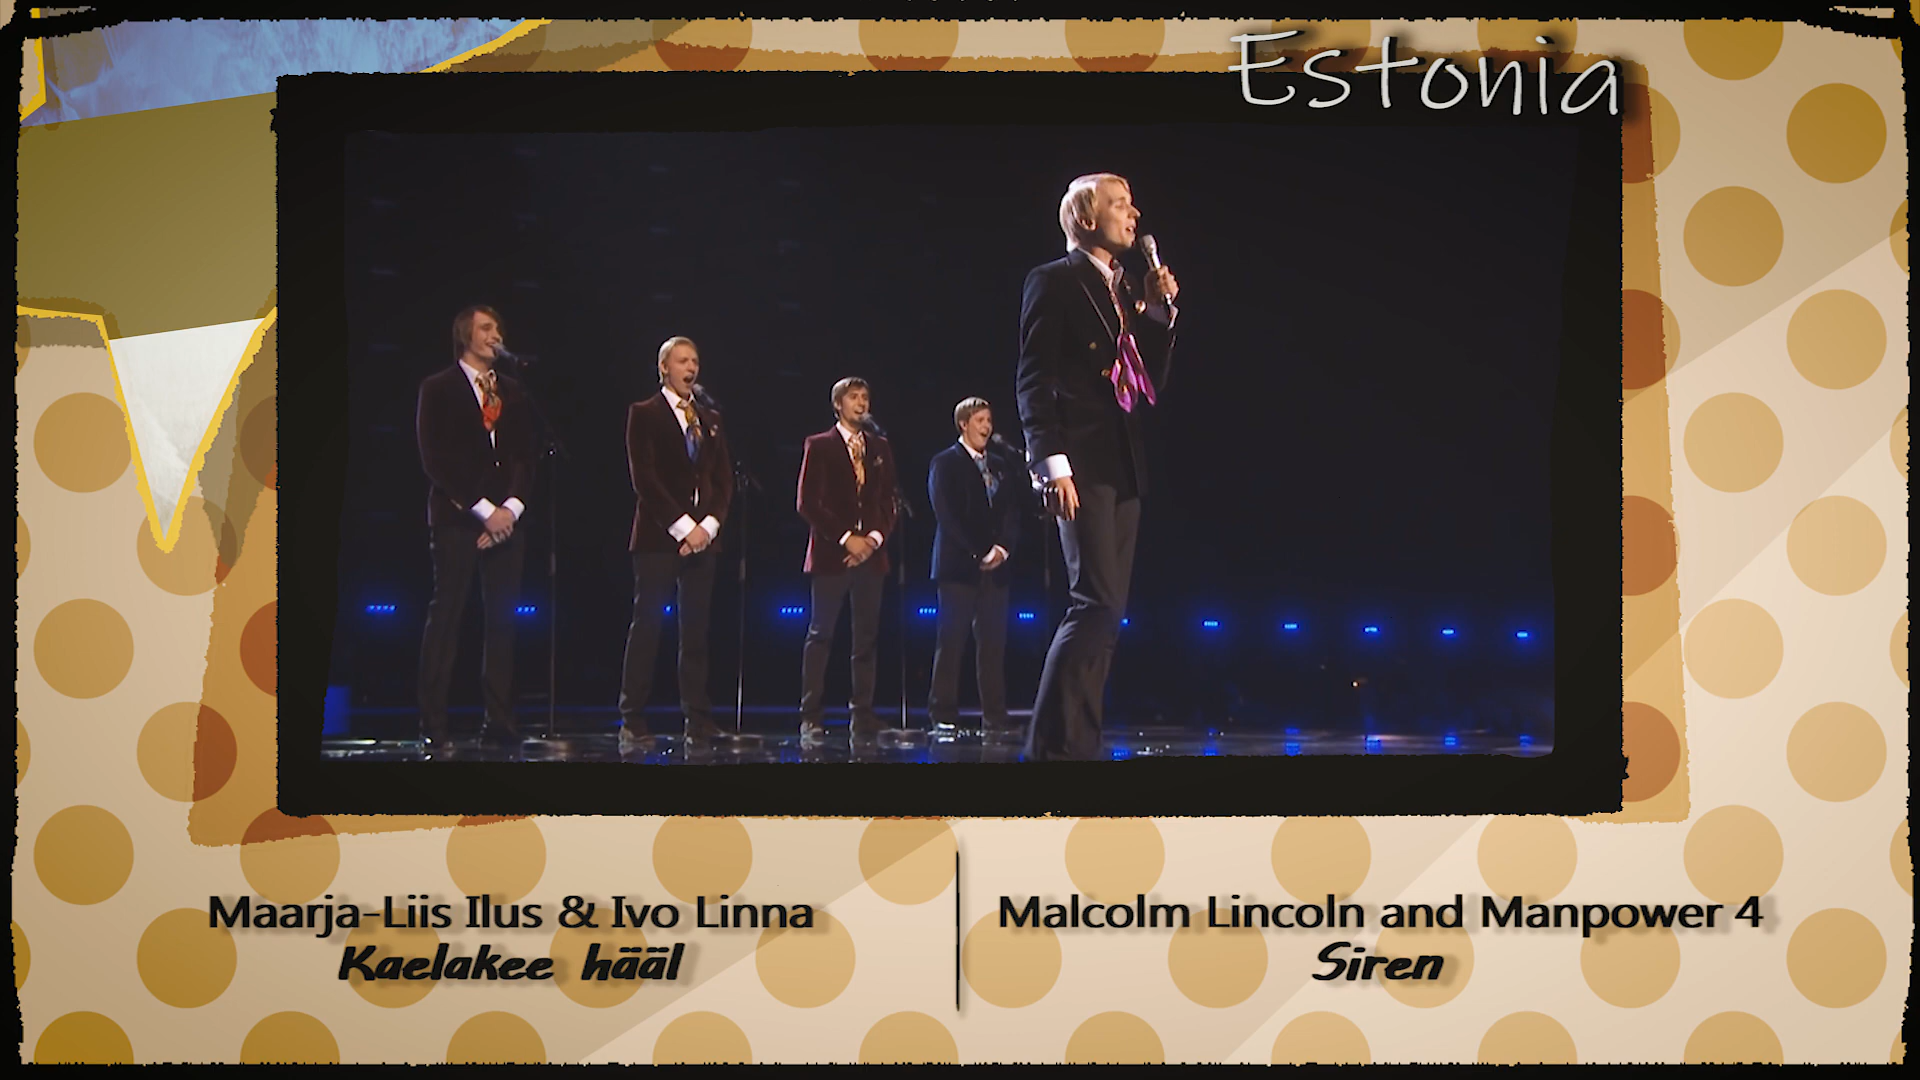 Estonia
Maarja-Liis Ilus & Ivo Linna
Kaelakee hääl
Malcolm Lincoln and Manpower 4
Siren